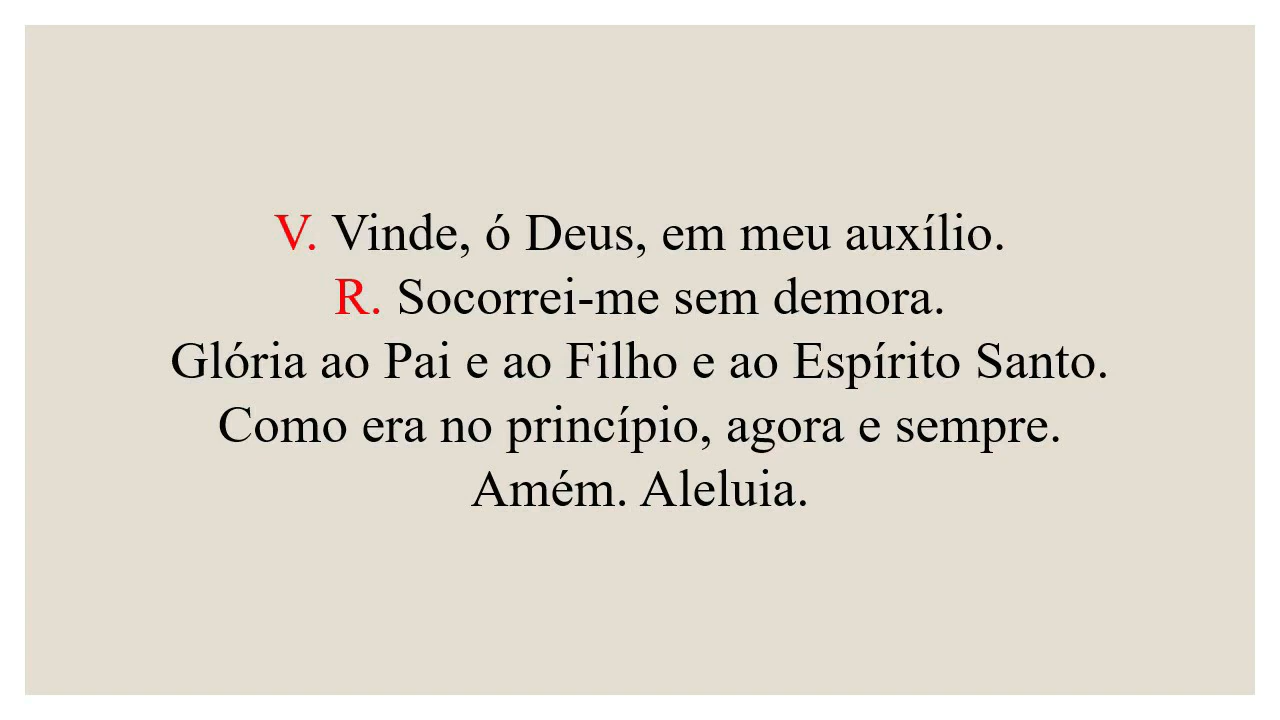 V. Vinde, ó Deus, em meu auxílio.
R. Socorrei-me sem demora.
Glória ao Pai e ao Filho e ao Espírito Santo.
Como era no princípio, agora e sempre.
Amém. Aleluia.